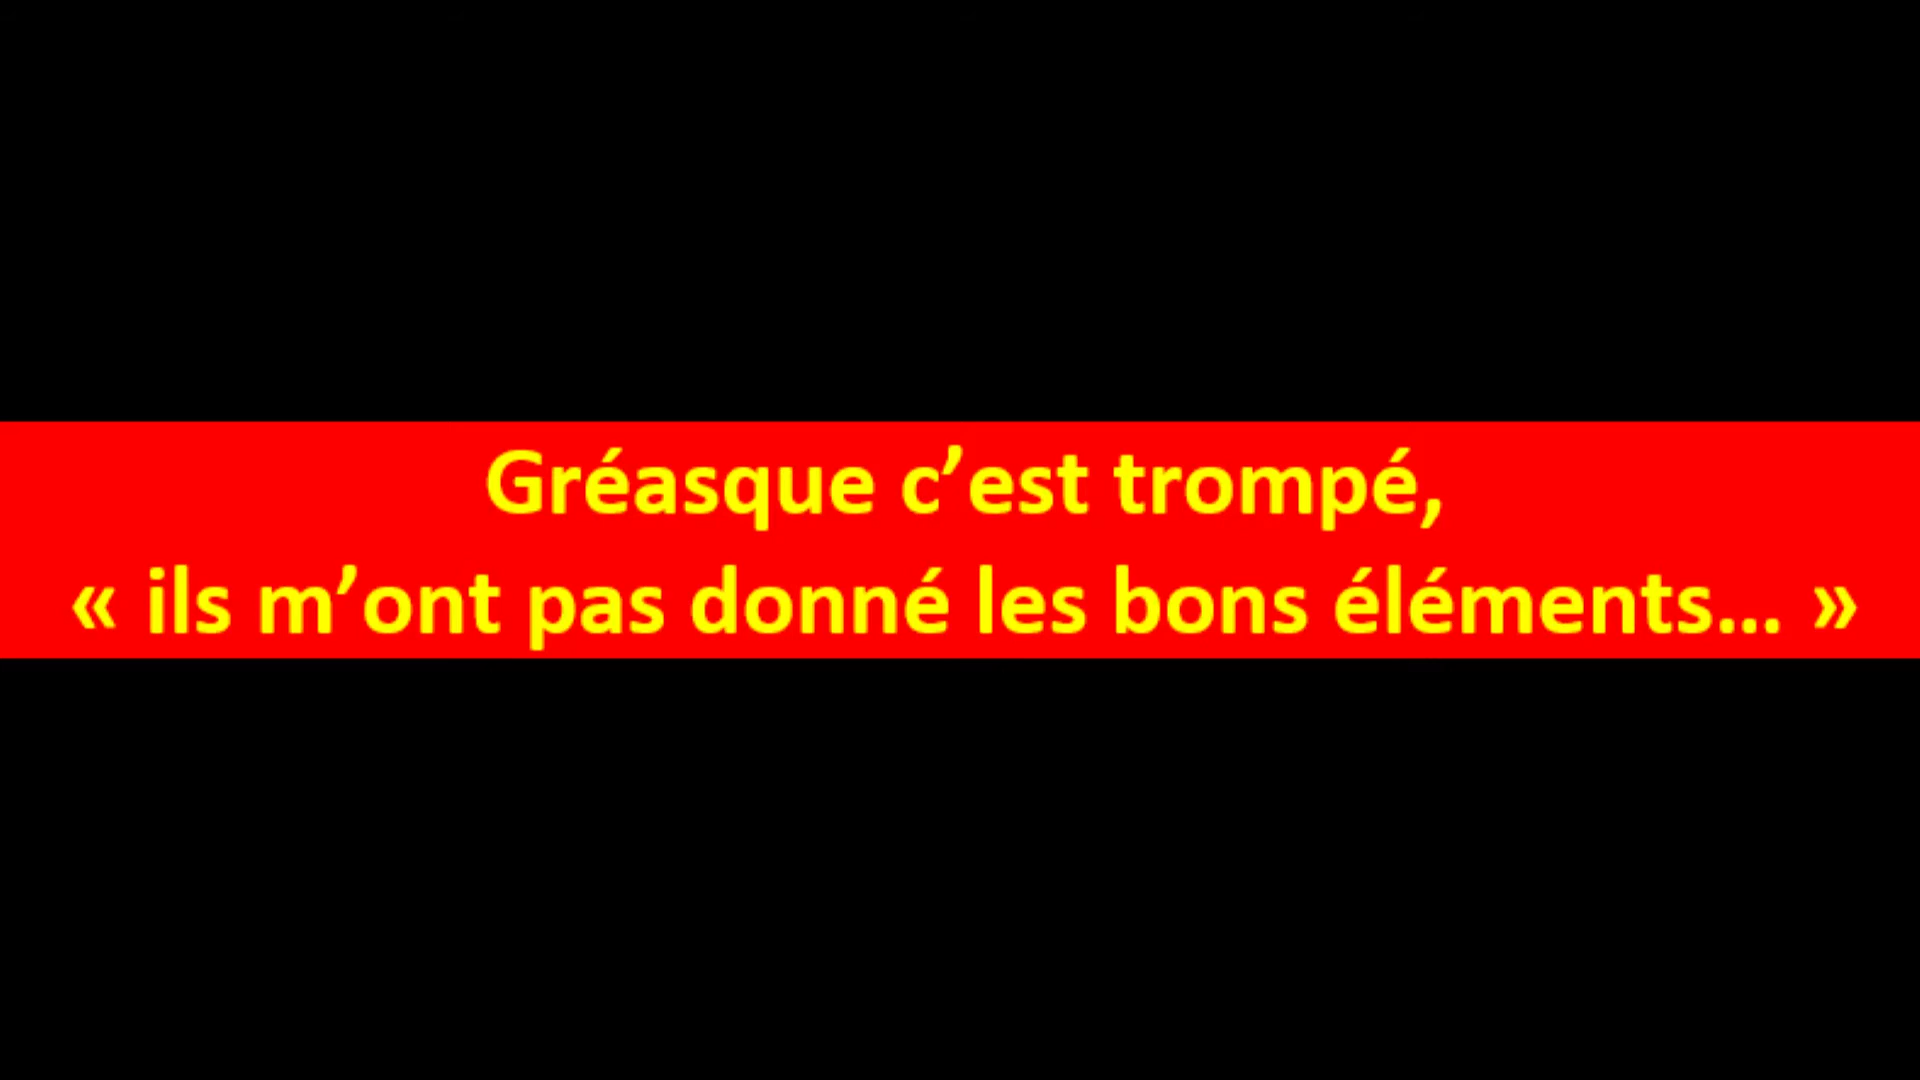 Gréasque c’est trompé,
« ils m’ont pas donné les bons éléments... »